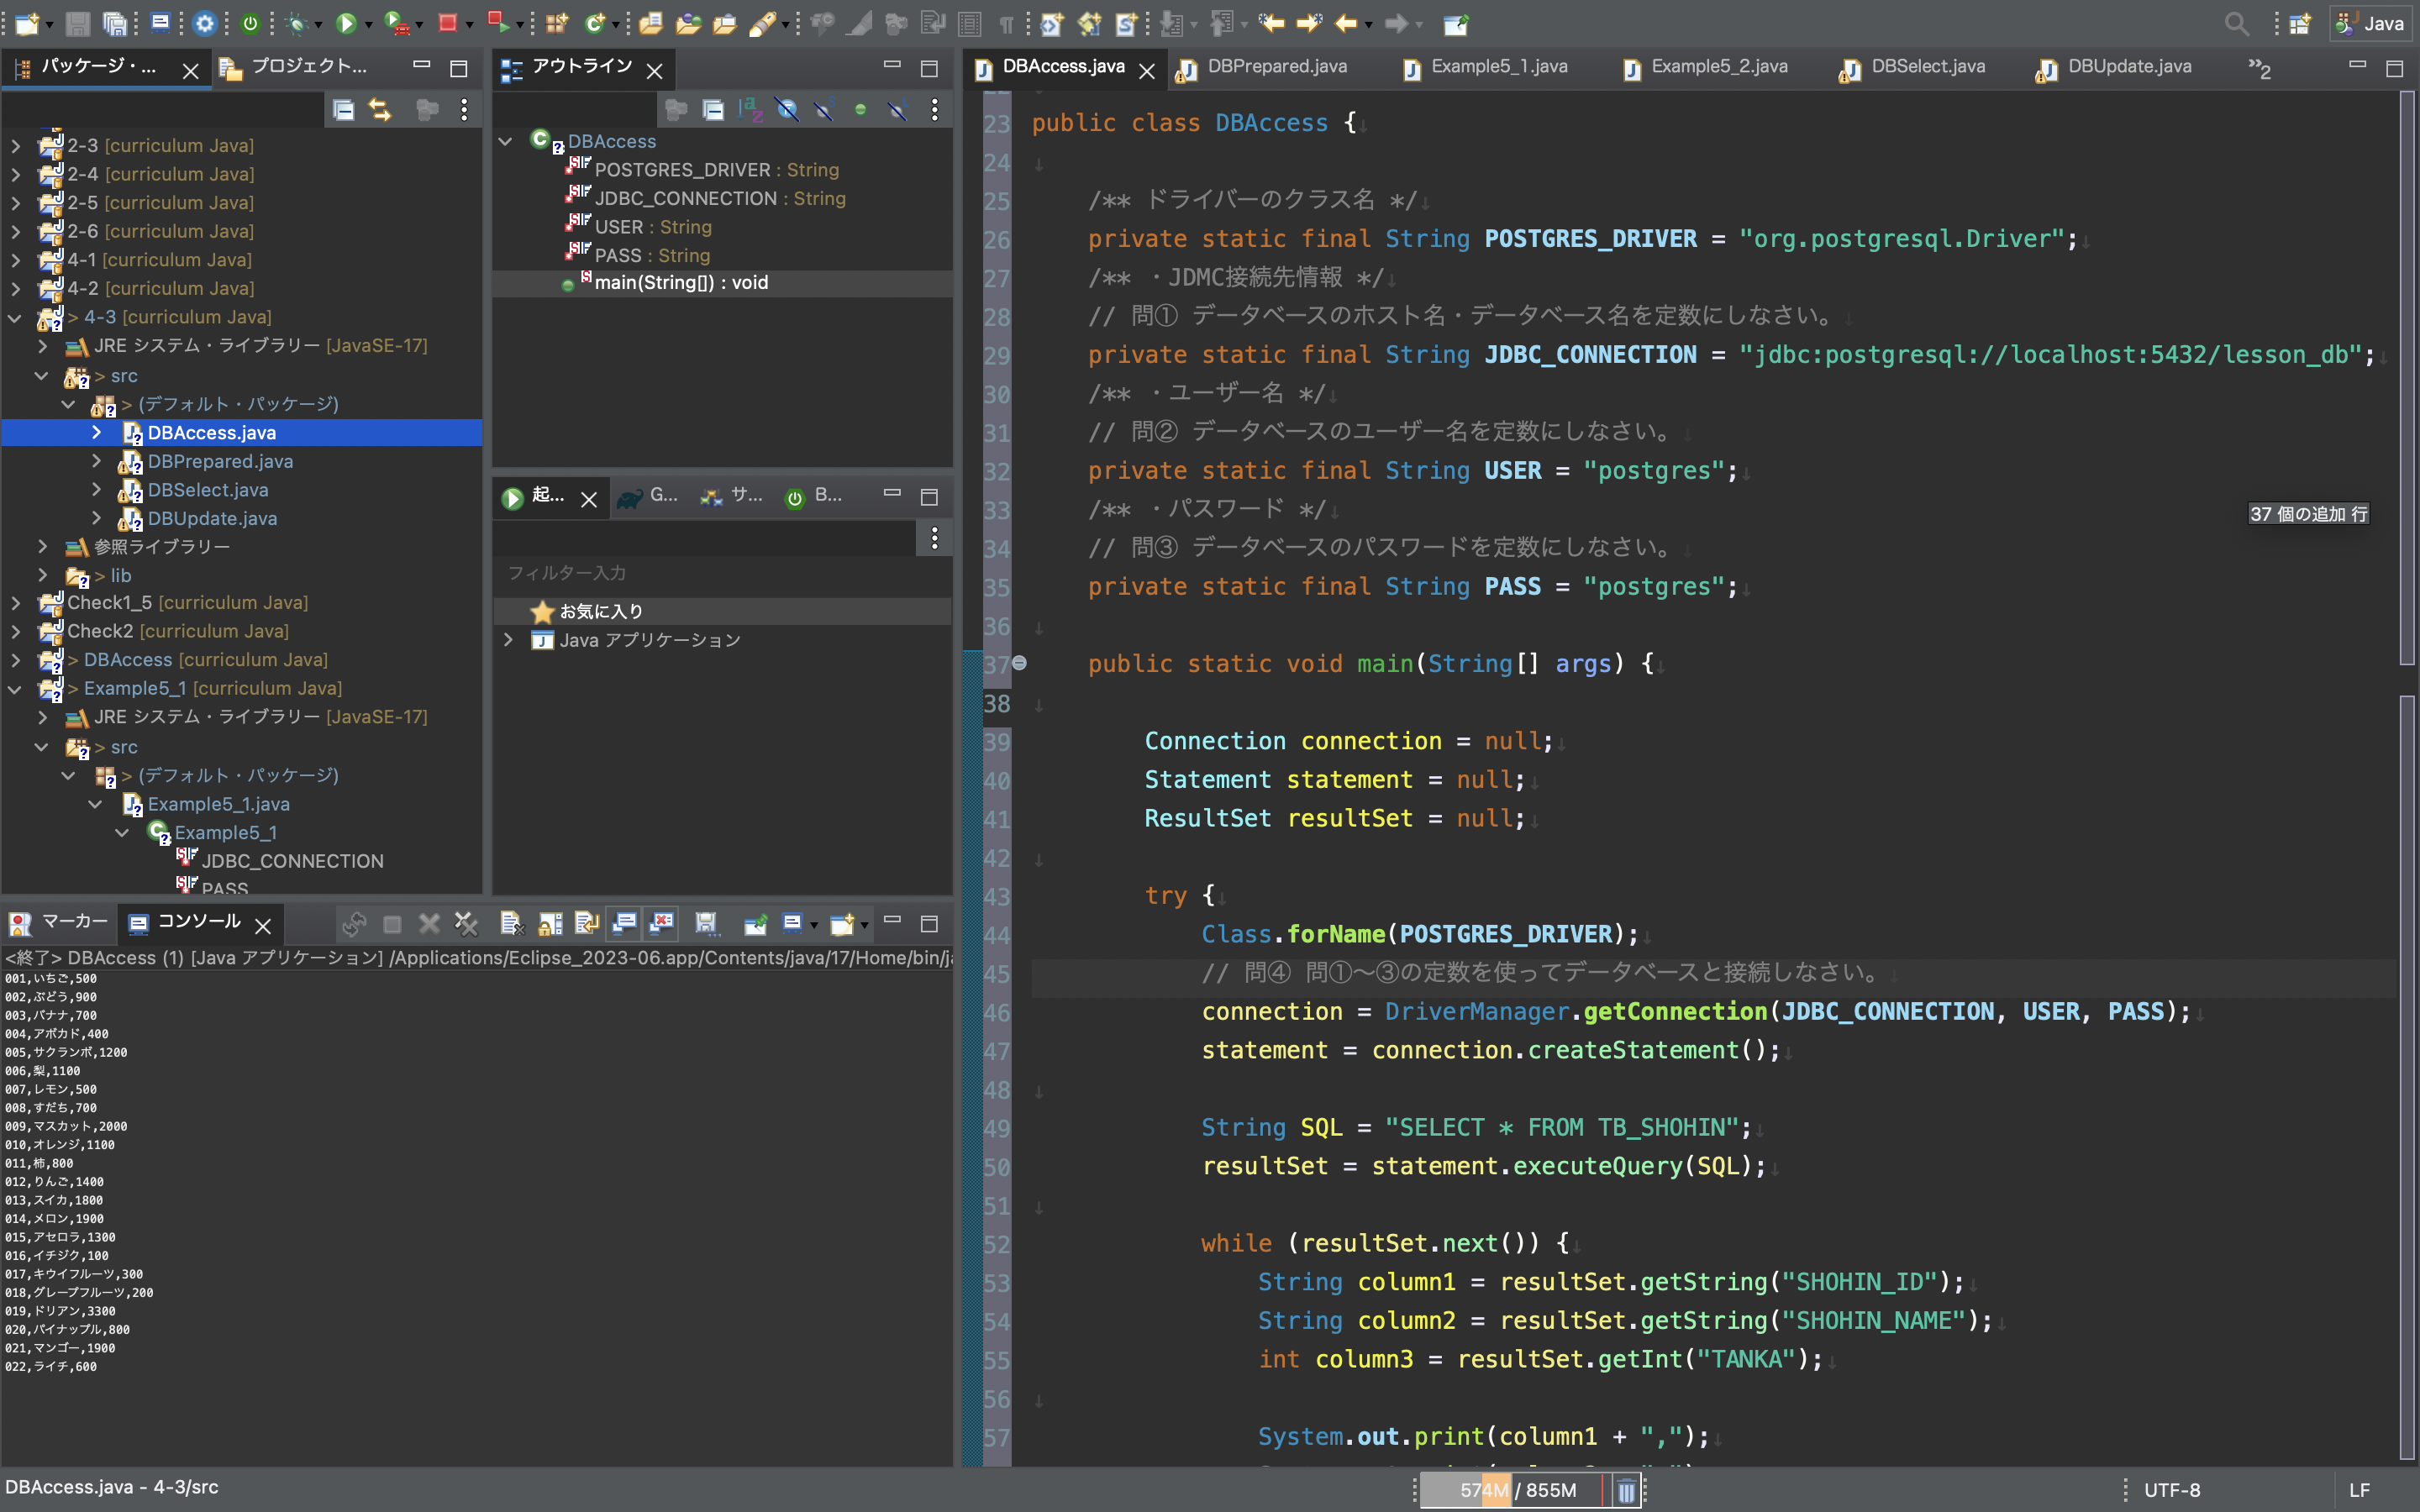 Java
パッケージ・...
プロジェクト...
2-3 [curriculum Java]
2-4 [curriculum Java]
2-5 [curriculum Java]
2-6 [curriculum Java]
4-1 [curriculum Java]
4-2 [curriculum Java]
> 4-3 [curriculum Java]
JRE システム・ライブラリー [JavaSE-17]
> src
> (デフォルト・パッケージ)
DBAccess.java
DBPrepared.java
DBSelect.java
DBUpdate.java
参照ライブラリー
> lib
Check1_5 [curriculum Java]
Check2 [curriculum Java]
> DBAccess [curriculum Java]
> Example5_1 [curriculum Java]
JRE システム・ライブラリー [JavaSE-17]
> src
> (デフォルト・パッケージ)
Example5_1.java
Example5_1
JDBC_CONNECTION
PASS
アウトライン
DBAccess
POSTGRES_DRIVER : String
JDBC_CONNECTION : String
USER : String
PASS : String
main(String[]) : void
起...
G...
サ...
B...
フィルター入力
お気に入り
Java アプリケーション
マーカー
コンソール
<終了> DBAccess (1) [Java アプリケーション] /Applications/Eclipse_2023-06.app/Contents/java/17/Home/bin/j
001,いちご,500
002,ぶどう,900
003,バナナ,700
004,アボカド,400
005,サクランボ,1200
006,梨,1100
007,レモン,500
008,すだち,700
009,マスカット,2000
010,オレンジ,1100
011,柿,800
012,りんご,1400
013,スイカ,1800
014,メロン,1900
015,アセロラ,1300
016,イチジク,100
017,キウイフルーツ,300
018,グレープフルーツ,200
019,ドリアン,3300
020,パイナップル,800
021,マンゴー,1900
022,ライチ,600
DBAccess.java
DBPrepared.java
Example5_1.java
Example5_2.java
DBSelect.java
DBUpdate.java
»2
23 public class DBAccess {↓
24 ↓
25 /** ドライバーのクラス名 */↓
26 private static final String POSTGRES_DRIVER = "org.postgresql.Driver";↓
27 /** ・JDMC接続先情報 */↓
28 // 問① データベースのホスト名・データベース名を定数にしなさい。↓
29 private static final String JDBC_CONNECTION = "jdbc:postgresql://localhost:5432/lesson_db";↓
30 /** ・ユーザー名 */↓
31 // 問② データベースのユーザー名を定数にしなさい。↓
32 private static final String USER = "postgres";↓
33 /** ・パスワード */↓
34 // 問③ データベースのパスワードを定数にしなさい。↓
35 private static final String PASS = "postgres";↓
36 ↓
37 public static void main(String[] args) {↓
38 ↓
39 Connection connection = null;↓
40 Statement statement = null;↓
41 ResultSet resultSet = null;↓
42 ↓
43 try {↓
44 Class.forName(POSTGRES_DRIVER);↓
45 // 問④ 問①〜③の定数を使ってデータベースと接続しなさい。↓
46 connection = DriverManager.getConnection(JDBC_CONNECTION, USER, PASS);↓
47 statement = connection.createStatement();↓
48 ↓
49 String SQL = "SELECT * FROM TB_SHOHIN";↓
50 resultSet = statement.executeQuery(SQL);↓
51 ↓
52 while (resultSet.next()) {↓
53 String column1 = resultSet.getString("SHOHIN_ID");↓
54 String column2 = resultSet.getString("SHOHIN_NAME");↓
55 int column3 = resultSet.getInt("TANKA");↓
56 ↓
57 System.out.print(column1 + ",");↓
37 個の追加 行
DBAccess.java - 4-3/src
574M / 855M
UTF-8
LF